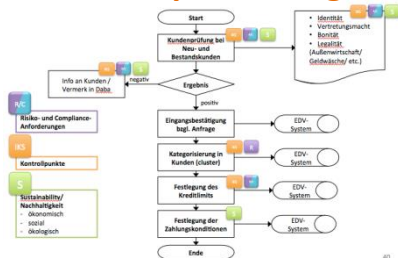 Start
Kundenprüfung bei
Neu- und
Bestandskunden
• Identität
• Vertretungsmacht
• Bonität
• Legalität
(Außenwirtschaft/
Geldwäsche/ etc.)
Info an Kunden /
Vermerk in Daba
negativ
Ergebnis
positiv
R/C
Risiko- und Compliance-
Anforderungen
Eingangsbestätigung
bzgl. Anfrage
EDV-
System
IKS
Kontrollpunkte
Kategorisierung in
Kunden (cluster)
EDV-
System
S
Sustainability/
Nachhaltigkeit
- ökonomisch
- sozial
- ökologisch
Festlegung des
Kreditlimits
EDV-
System
Festlegung der
Zahlungskonditionen
S
EDV-
System
Ende
40